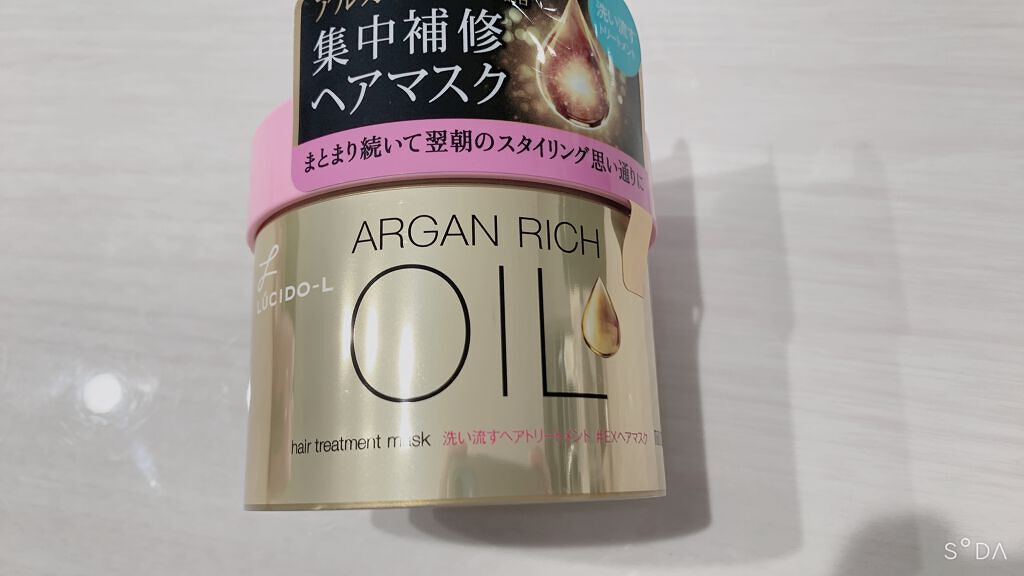 集中補修
ヘアマスク
洗い流す
トリートメント
まとまり続いて翌朝のスタイリング思い通りに
ARGAN RICH
OIL
LÚCIDO-L
hair treatment mask 洗い流すヘアトリートメント #EXヘアマスク
S°DA